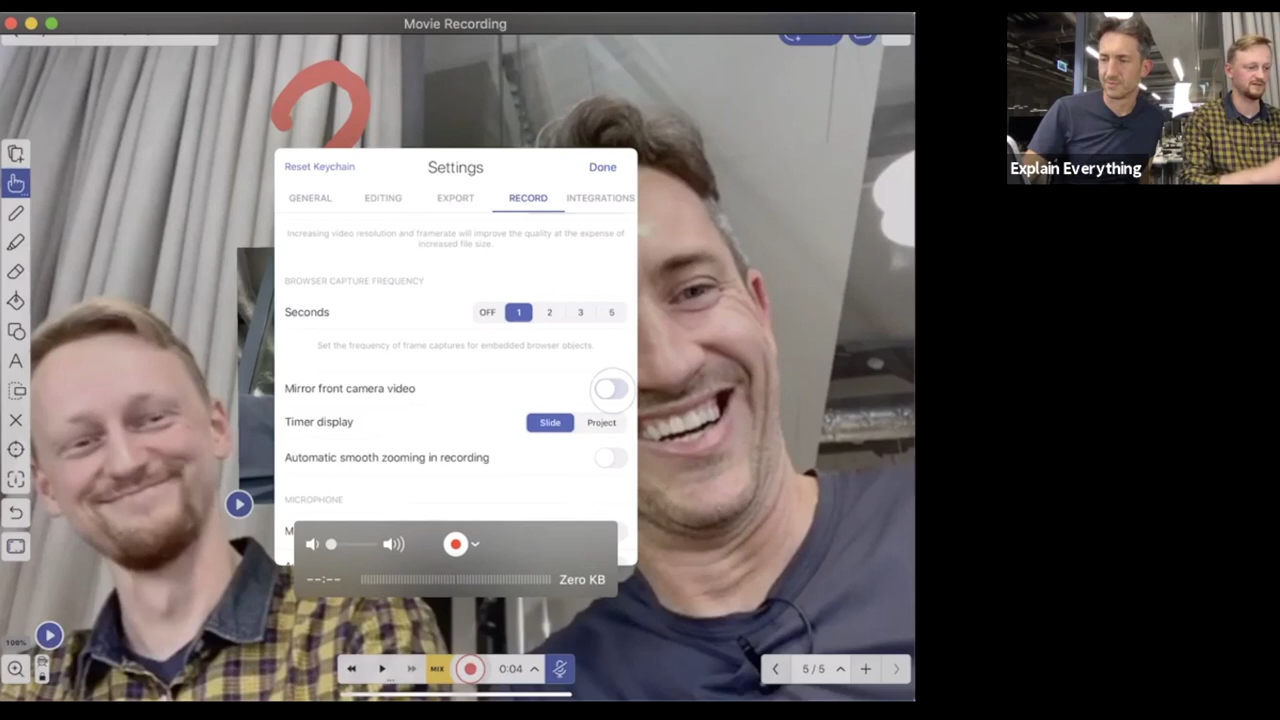 Movie Recording
Explain Everything
Reset Keychain
Settings
Done
GENERAL
EDITING
EXPORT
RECORD
INTEGRATIONS
Increasing video resolution and framerate will improve the quality at the expense of
increased file size.
BROWSER CAPTURE FREQUENCY
Seconds
OFF 1 2 3 5
Set the frequency of frame captures for embedded browser objects.
Mirror front camera video
Timer display
Slide
Project
Automatic smooth zooming in recording
MICROPHONE
M
--:--
Zero KB
A
100%
MIX
0:04
5 / 5